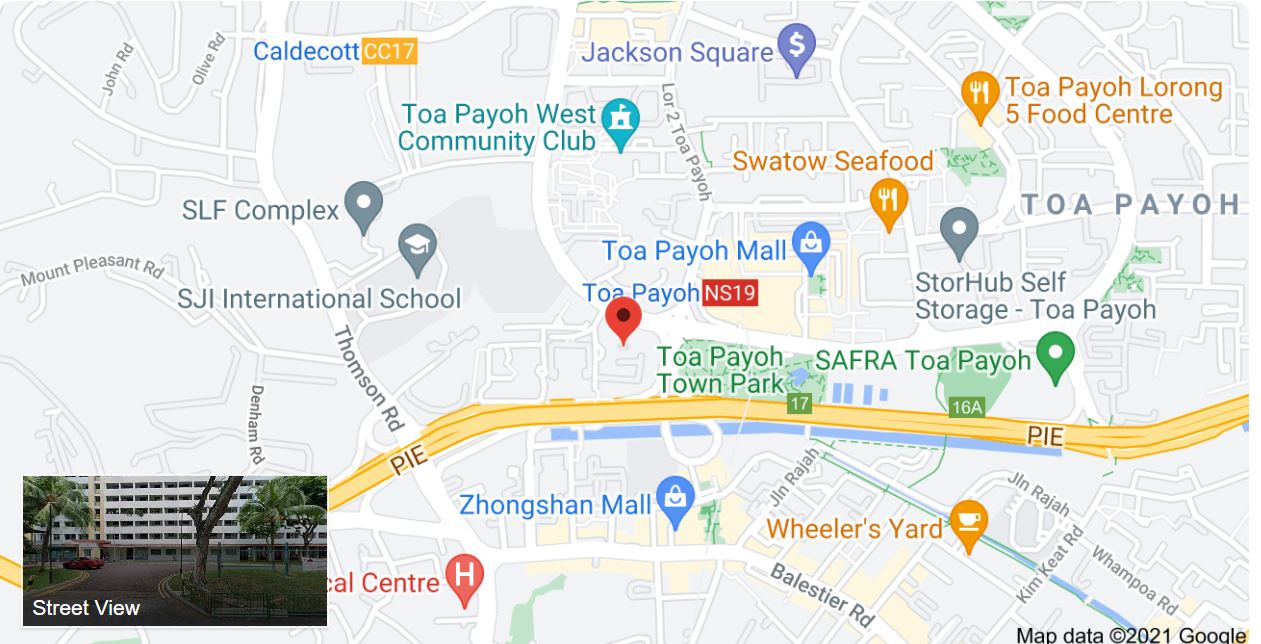 Caldecott CC17
Jackson Square
$
John Rd
Olive Rd
Toa Payoh Lorong
5 Food Centre
Toa Payoh West
Community Club
Lor 2 Toa Payoh
Swatow Seafood
SLF Complex
TOA PAYOH
Toa Payoh Mall
Mount Pleasant Rd
SJI International School
Toa Payoh NS19
StorHub Self
Storage - Toa Payoh
Thomson Rd
Toa Payoh
Town Park
SAFRA Toa Payoh
17
16A
Denham Rd
PIE
PIE
Jln Rajah
Jln Rajah
Zhongshan Mall
Wheeler's Yard
Kim Keat Rd
Whampoa Rd
cal Centre
H
Balestier Rd
Street View
Map data ©2021 Google